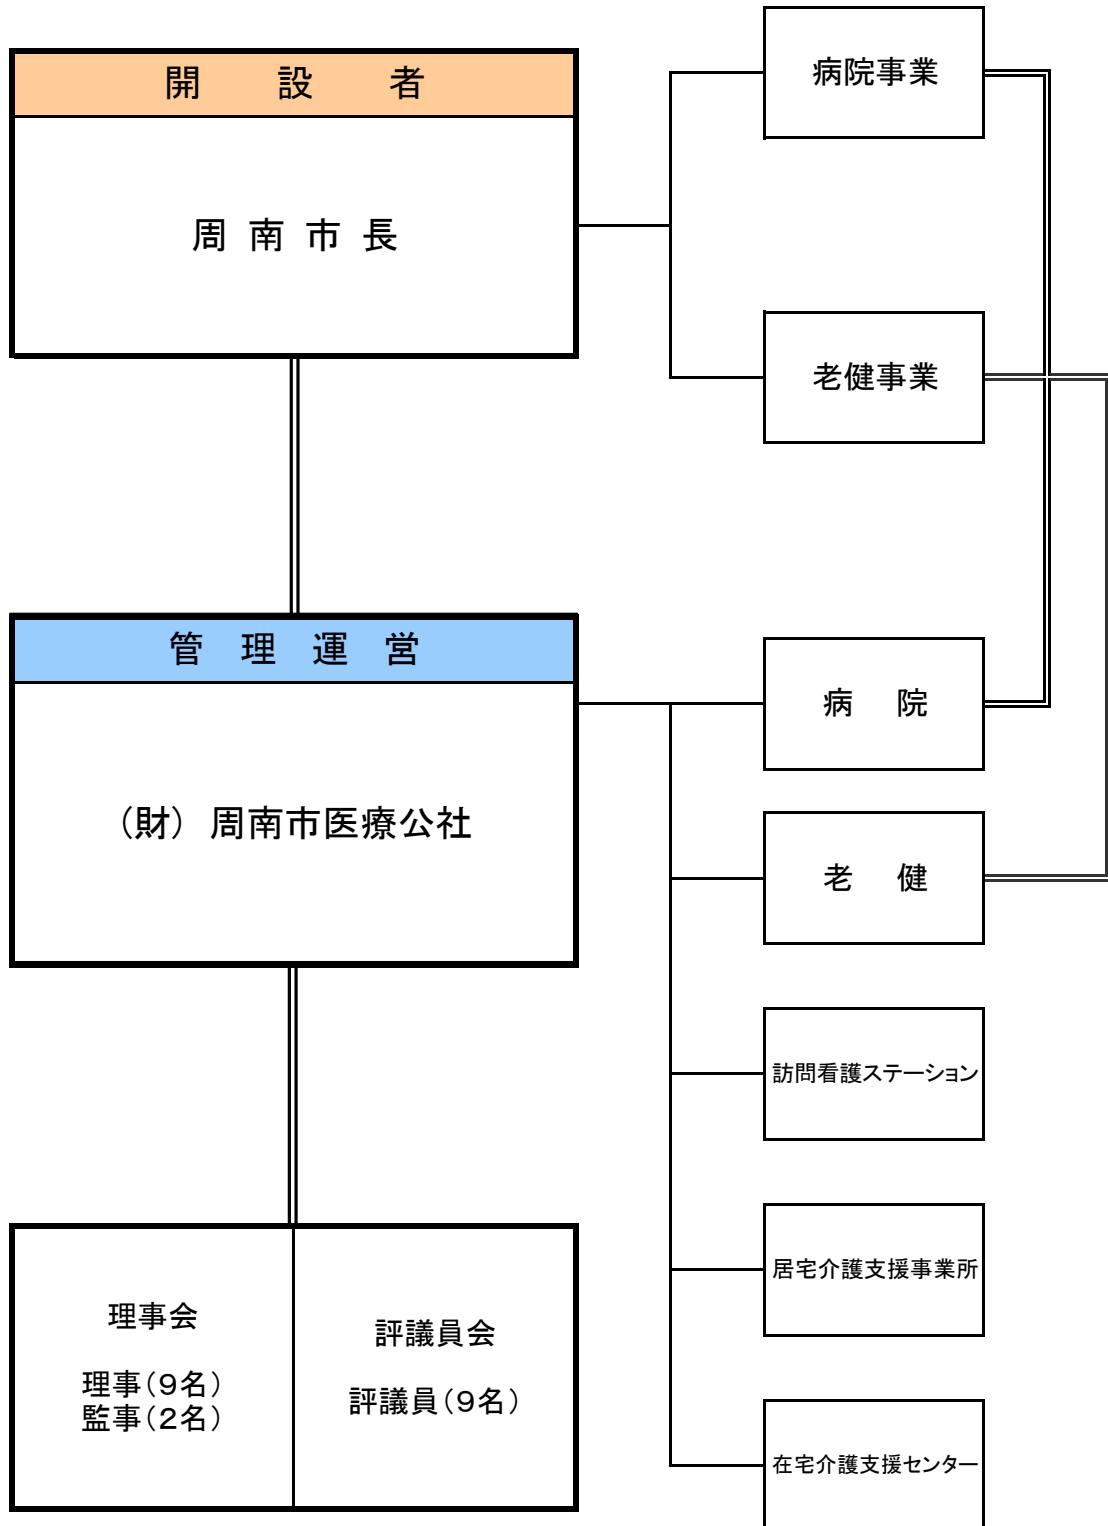 開設者
周南市長
病院事業
老健事業
管理運営
（財）周南市医療公社
病院
老健
訪問看護ステーション
居宅介護支援事業所
在宅介護支援センター
理事会
理事（9名）
監事（2名）
評議員会
評議員（9名）